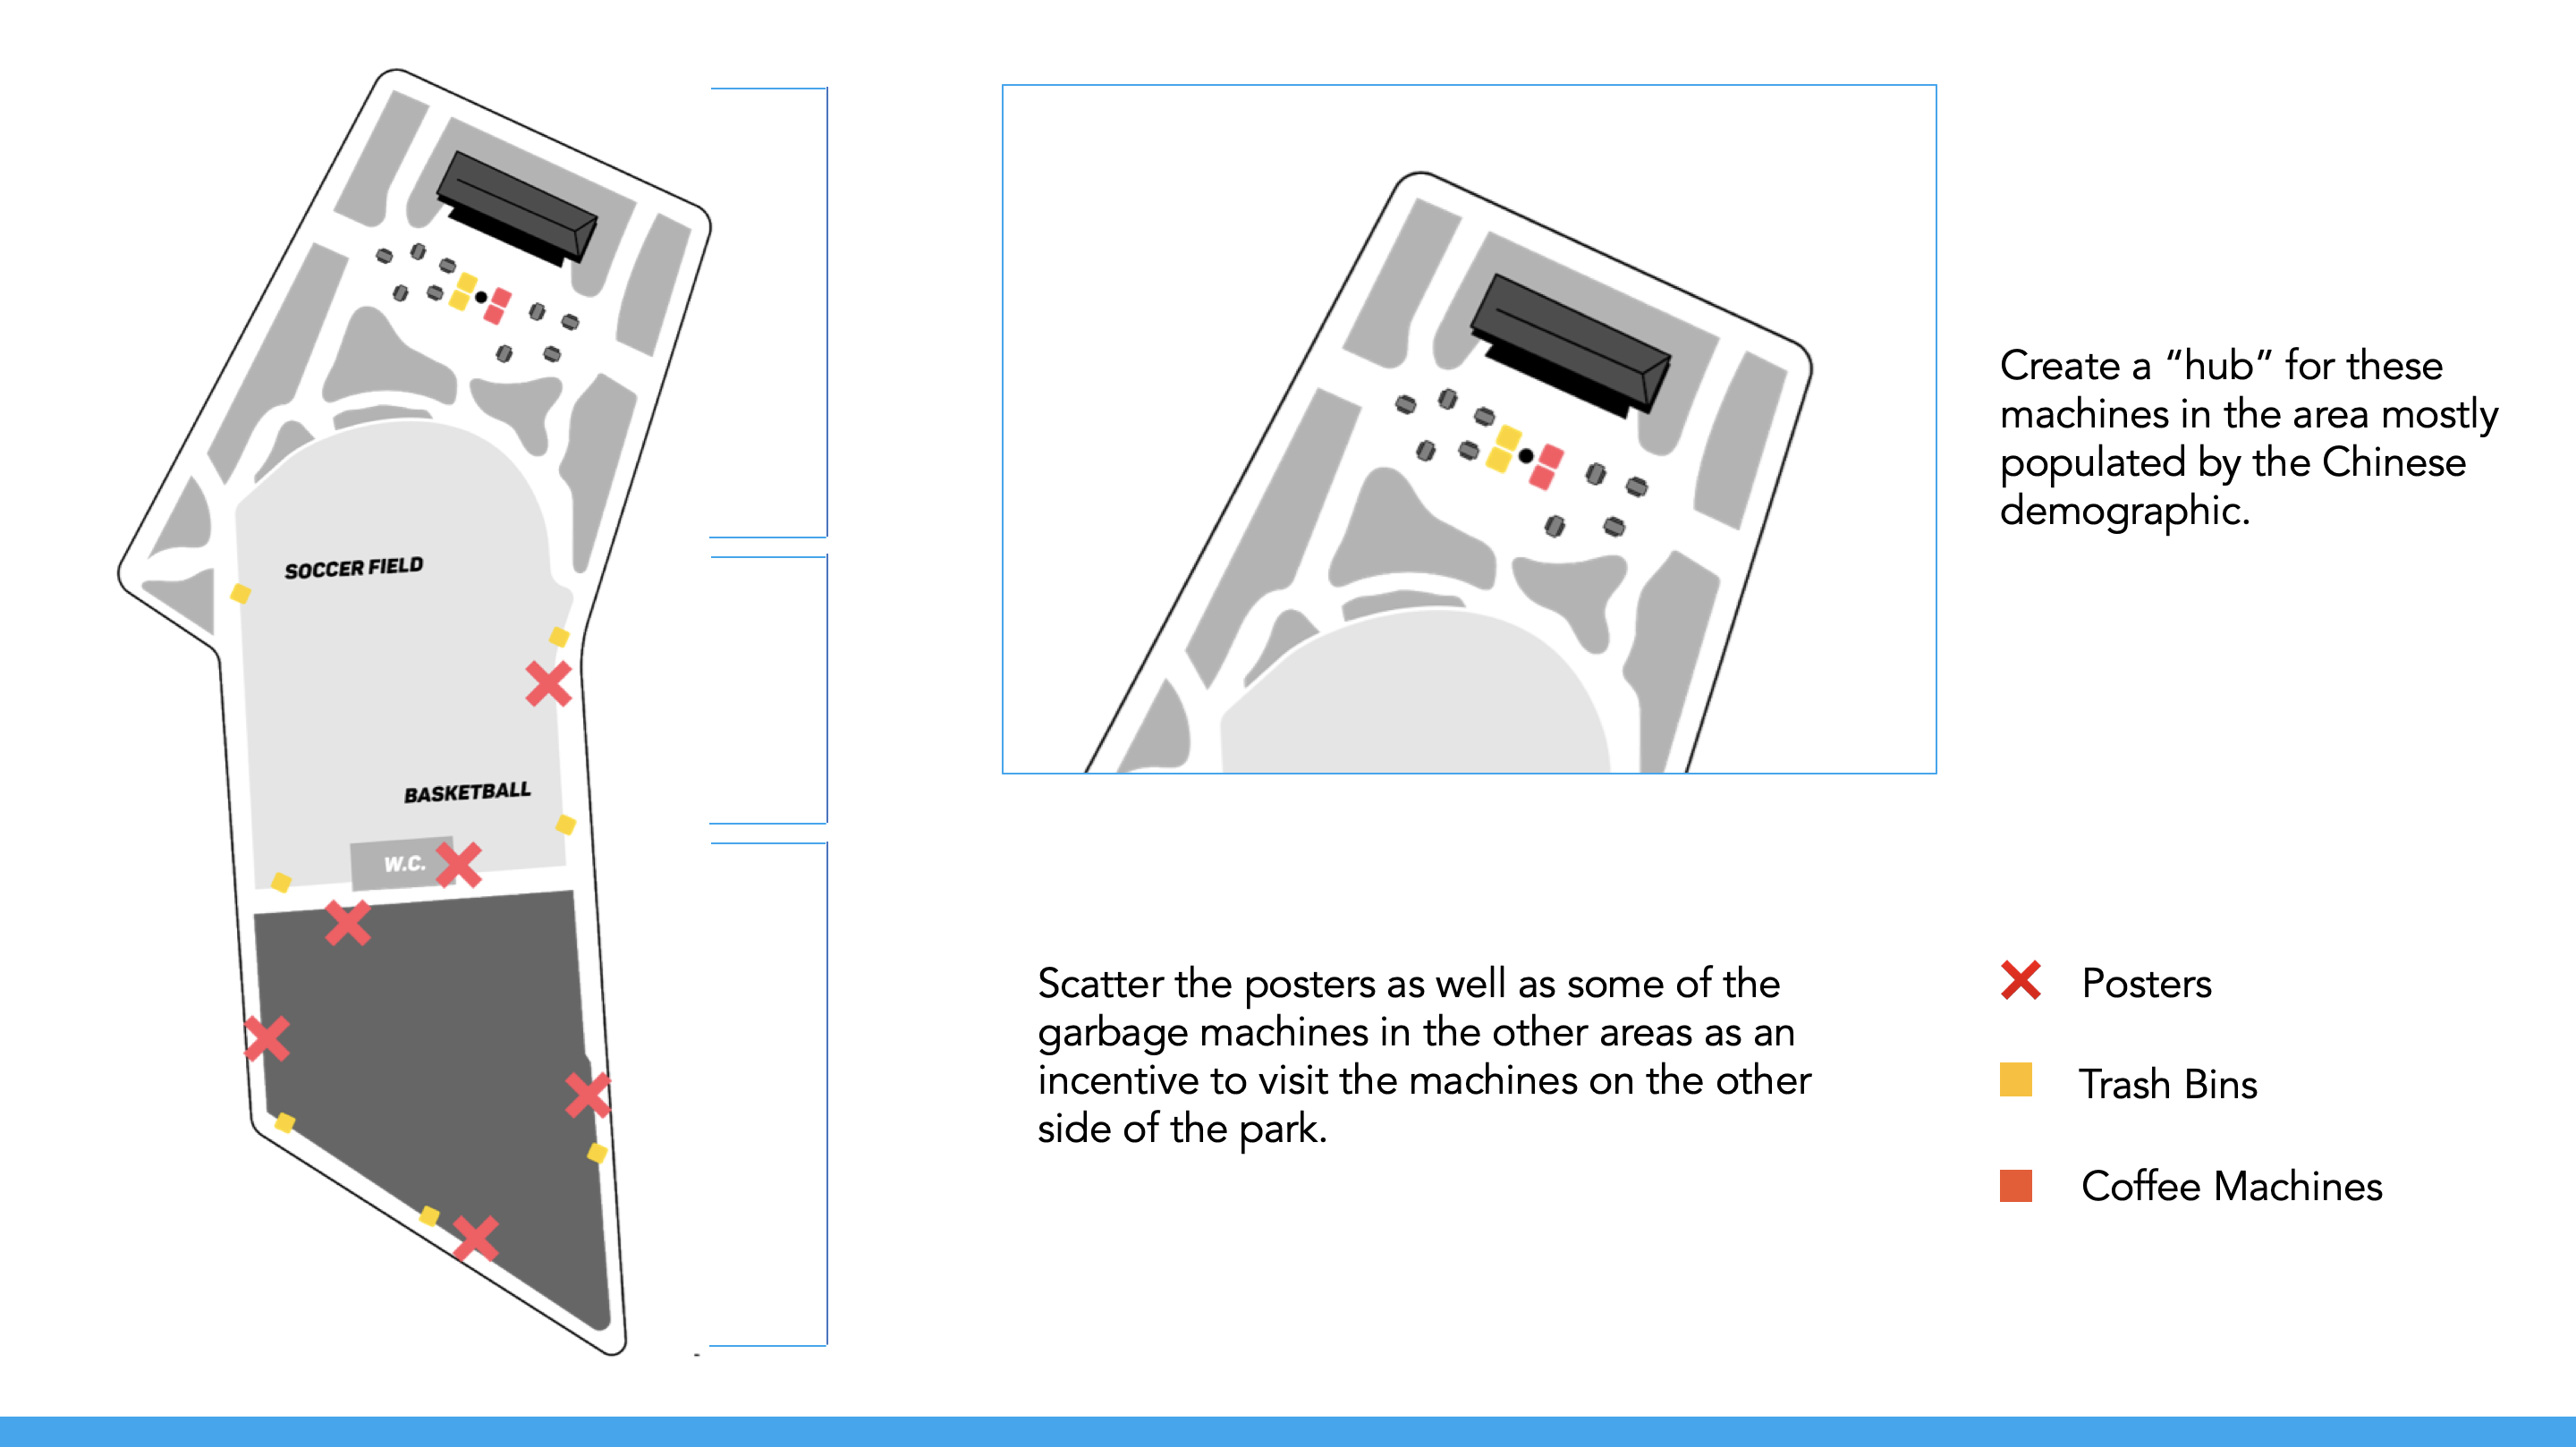 SOCCER FIELD
BASKETBALL
W.C.
Create a “hub” for these
machines in the area mostly
populated by the Chinese
demographic.
Scatter the posters as well as some of the
garbage machines in the other areas as an
incentive to visit the machines on the other
side of the park.
Posters
Trash Bins
Coffee Machines